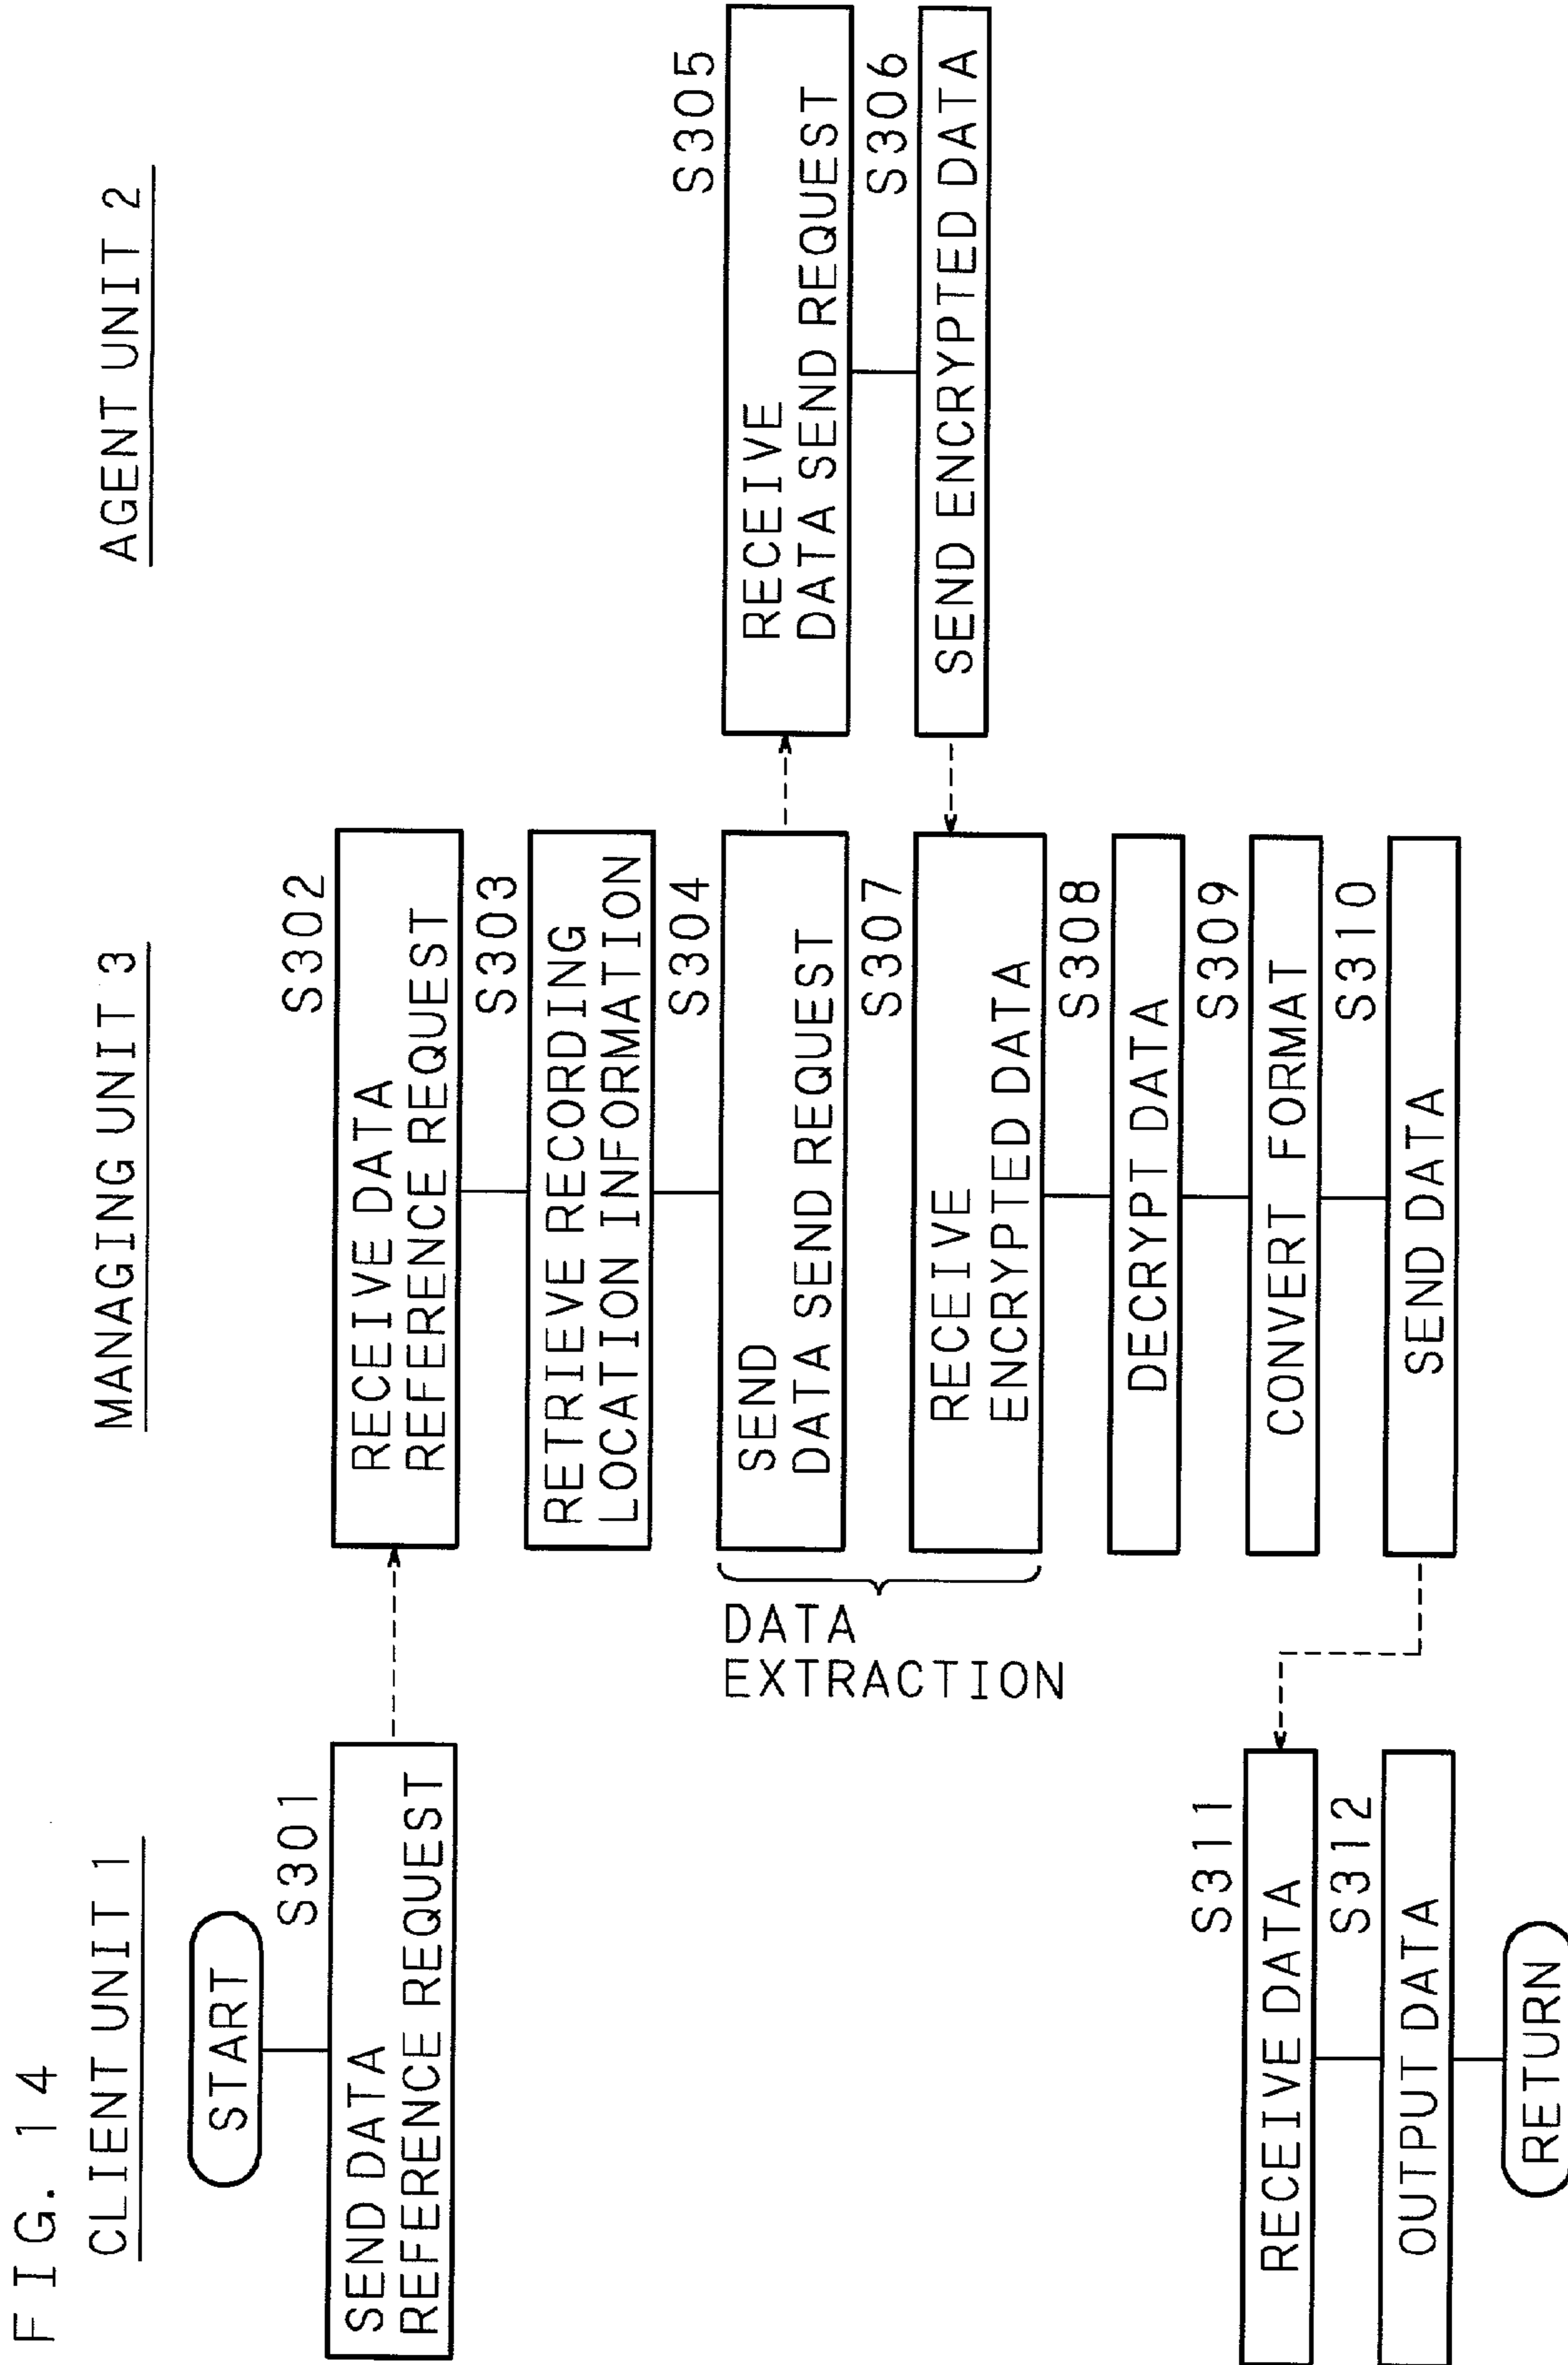 FIG. 14
CLIENT UNIT 1
MANAGING UNIT 3
AGENT UNIT 2
START
S301
SEND DATA
REFERENCE REQUEST
S302
RECEIVE DATA
REFERENCE REQUEST
S303
RETRIEVE RECORDING
LOCATION INFORMATION
S304
SEND
DATA SEND REQUEST
S305
RECEIVE
DATA SEND REQUEST
S306
SEND ENCRYPTED DATA
S307
RECEIVE
ENCRYPTED DATA
DATA
EXTRACTION
S308
DECRYPT DATA
S309
CONVERT FORMAT
S310
SEND DATA
S311
RECEIVE DATA
S312
OUTPUT DATA
RETURN